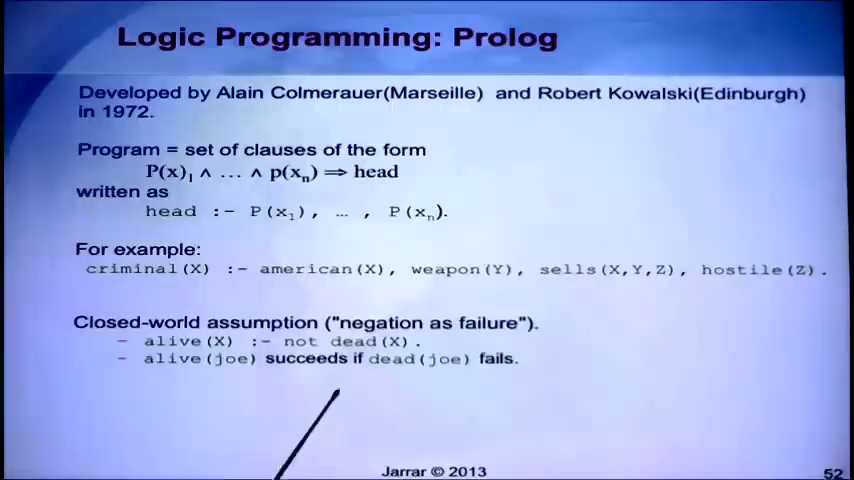 Logic Programming: Prolog
Developed by Alain Colmerauer(Marseille) and Robert Kowalski(Edinburgh)
in 1972.
Program = set of clauses of the form
P(x)₁ ∧ … ∧ p(xₙ) ⇒ head
written as
head :- P(x₁), … , P(xₙ).
For example:
criminal(X) :- american(X), weapon(Y), sells(X,Y,Z), hostile(Z).
Closed-world assumption ("negation as failure").
– alive(X) :- not dead(X).
– alive(joe) succeeds if dead(joe) fails.
Jarrar © 2013
52